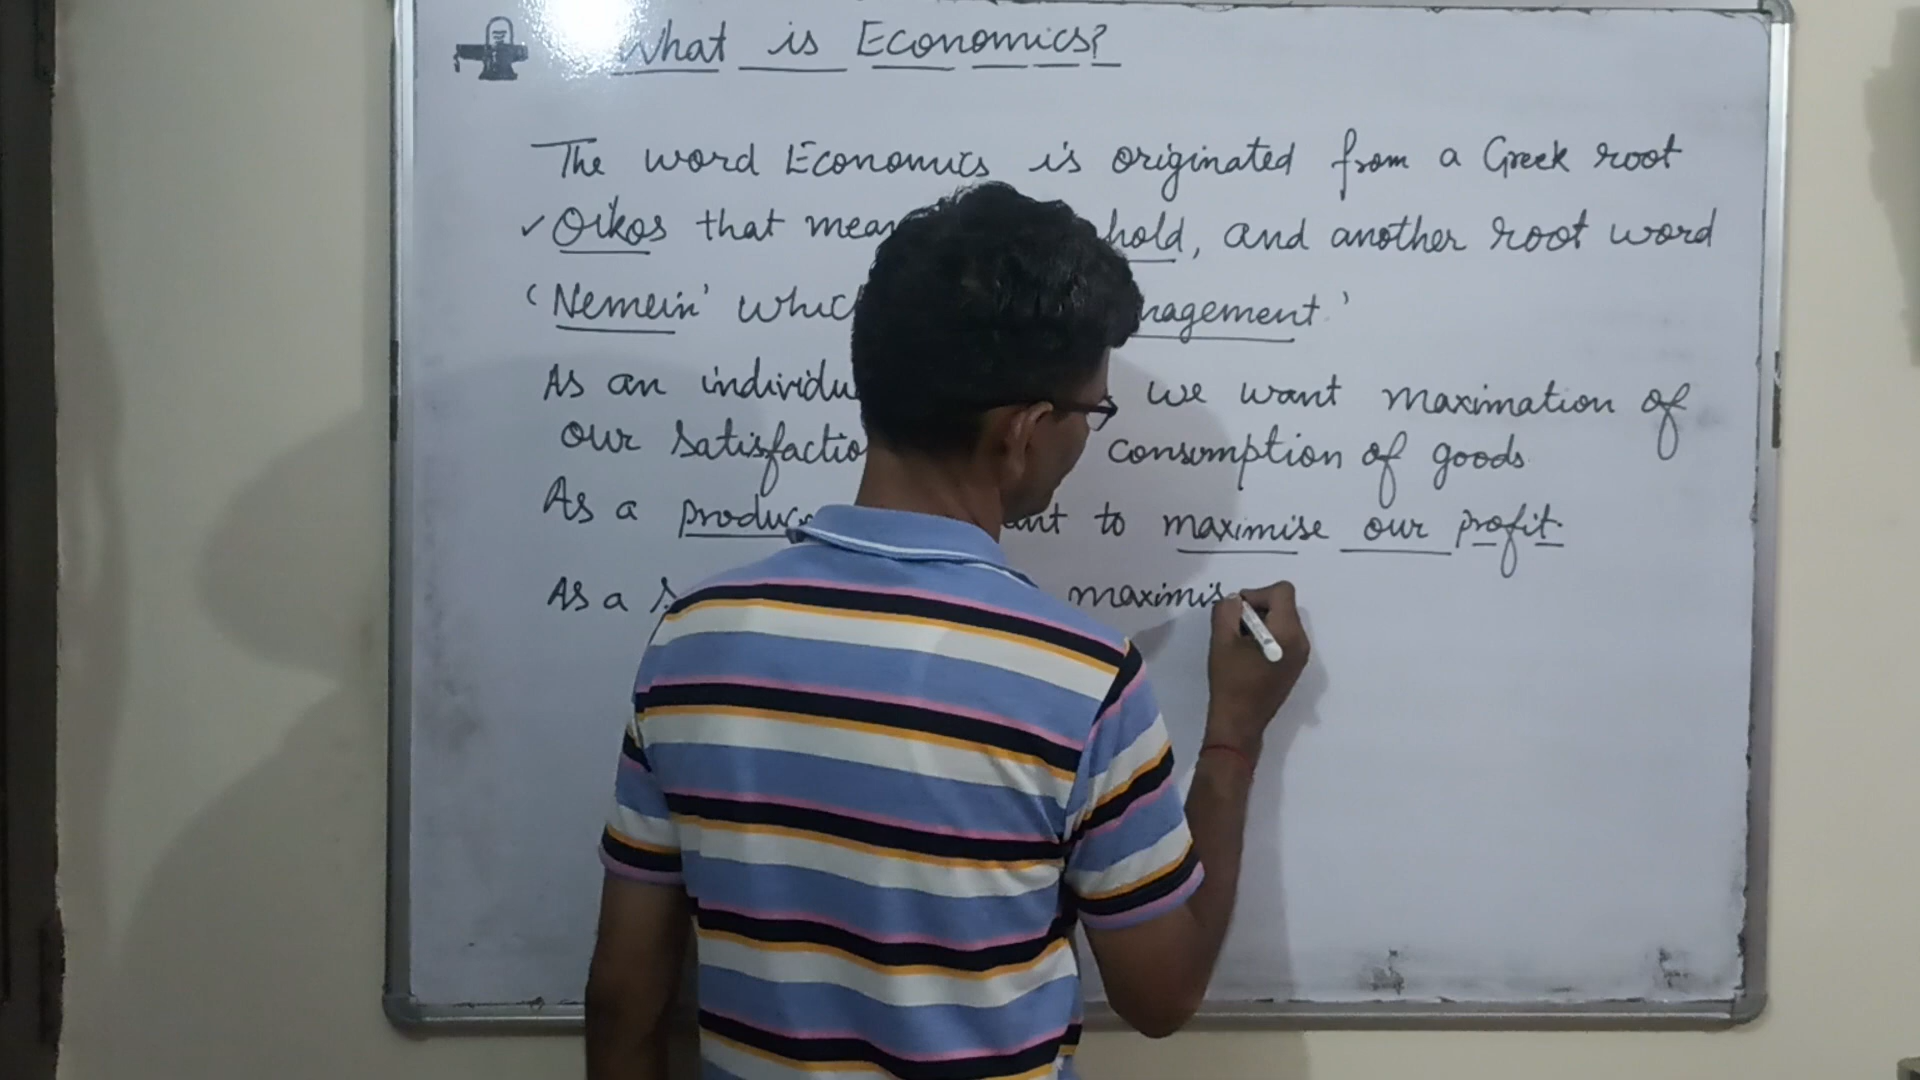 What is Economics?
The word Economics is originated from a Greek root
Oikos that mean hold, and another root word
'Nemein' whic nagement.'
As an individu we want maximation of
our satisfactio consumption of goods
As a produc ant to maximise our profit.
As a s maximis